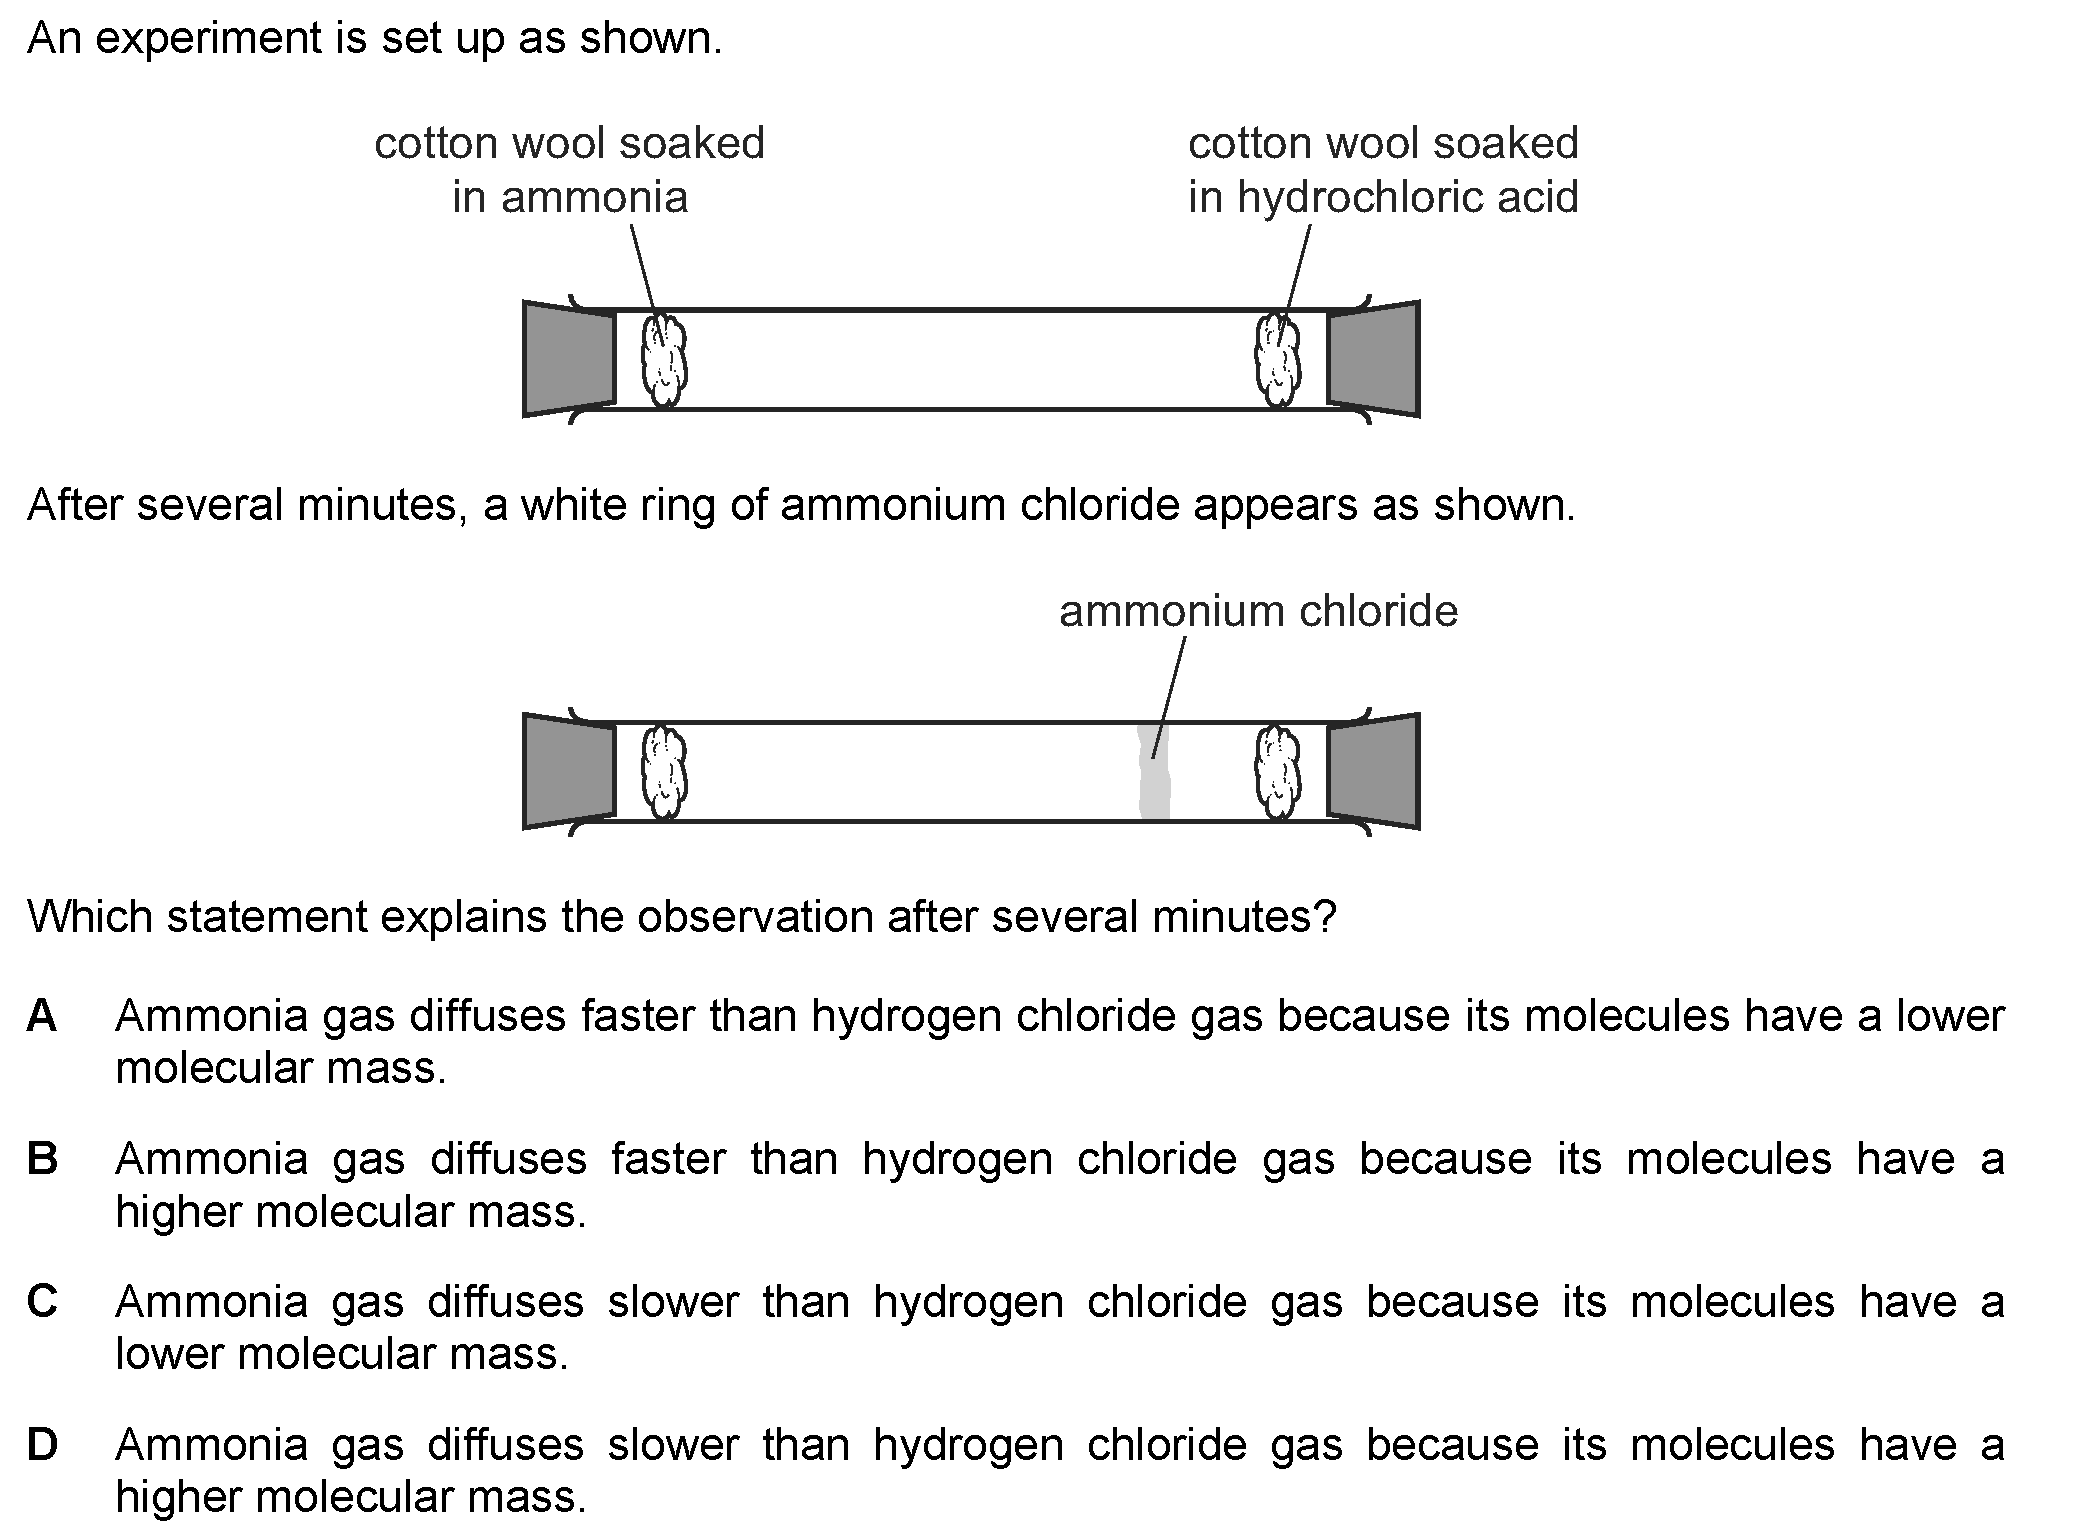 An experiment is set up as shown.
cotton wool soaked
in ammonia
cotton wool soaked
in hydrochloric acid
After several minutes, a white ring of ammonium chloride appears as shown.
ammonium chloride
Which statement explains the observation after several minutes?
A Ammonia gas diffuses faster than hydrogen chloride gas because its molecules have a lower
molecular mass.
B Ammonia gas diffuses faster than hydrogen chloride gas because its molecules have a
higher molecular mass.
C Ammonia gas diffuses slower than hydrogen chloride gas because its molecules have a
lower molecular mass.
D Ammonia gas diffuses slower than hydrogen chloride gas because its molecules have a
higher molecular mass.